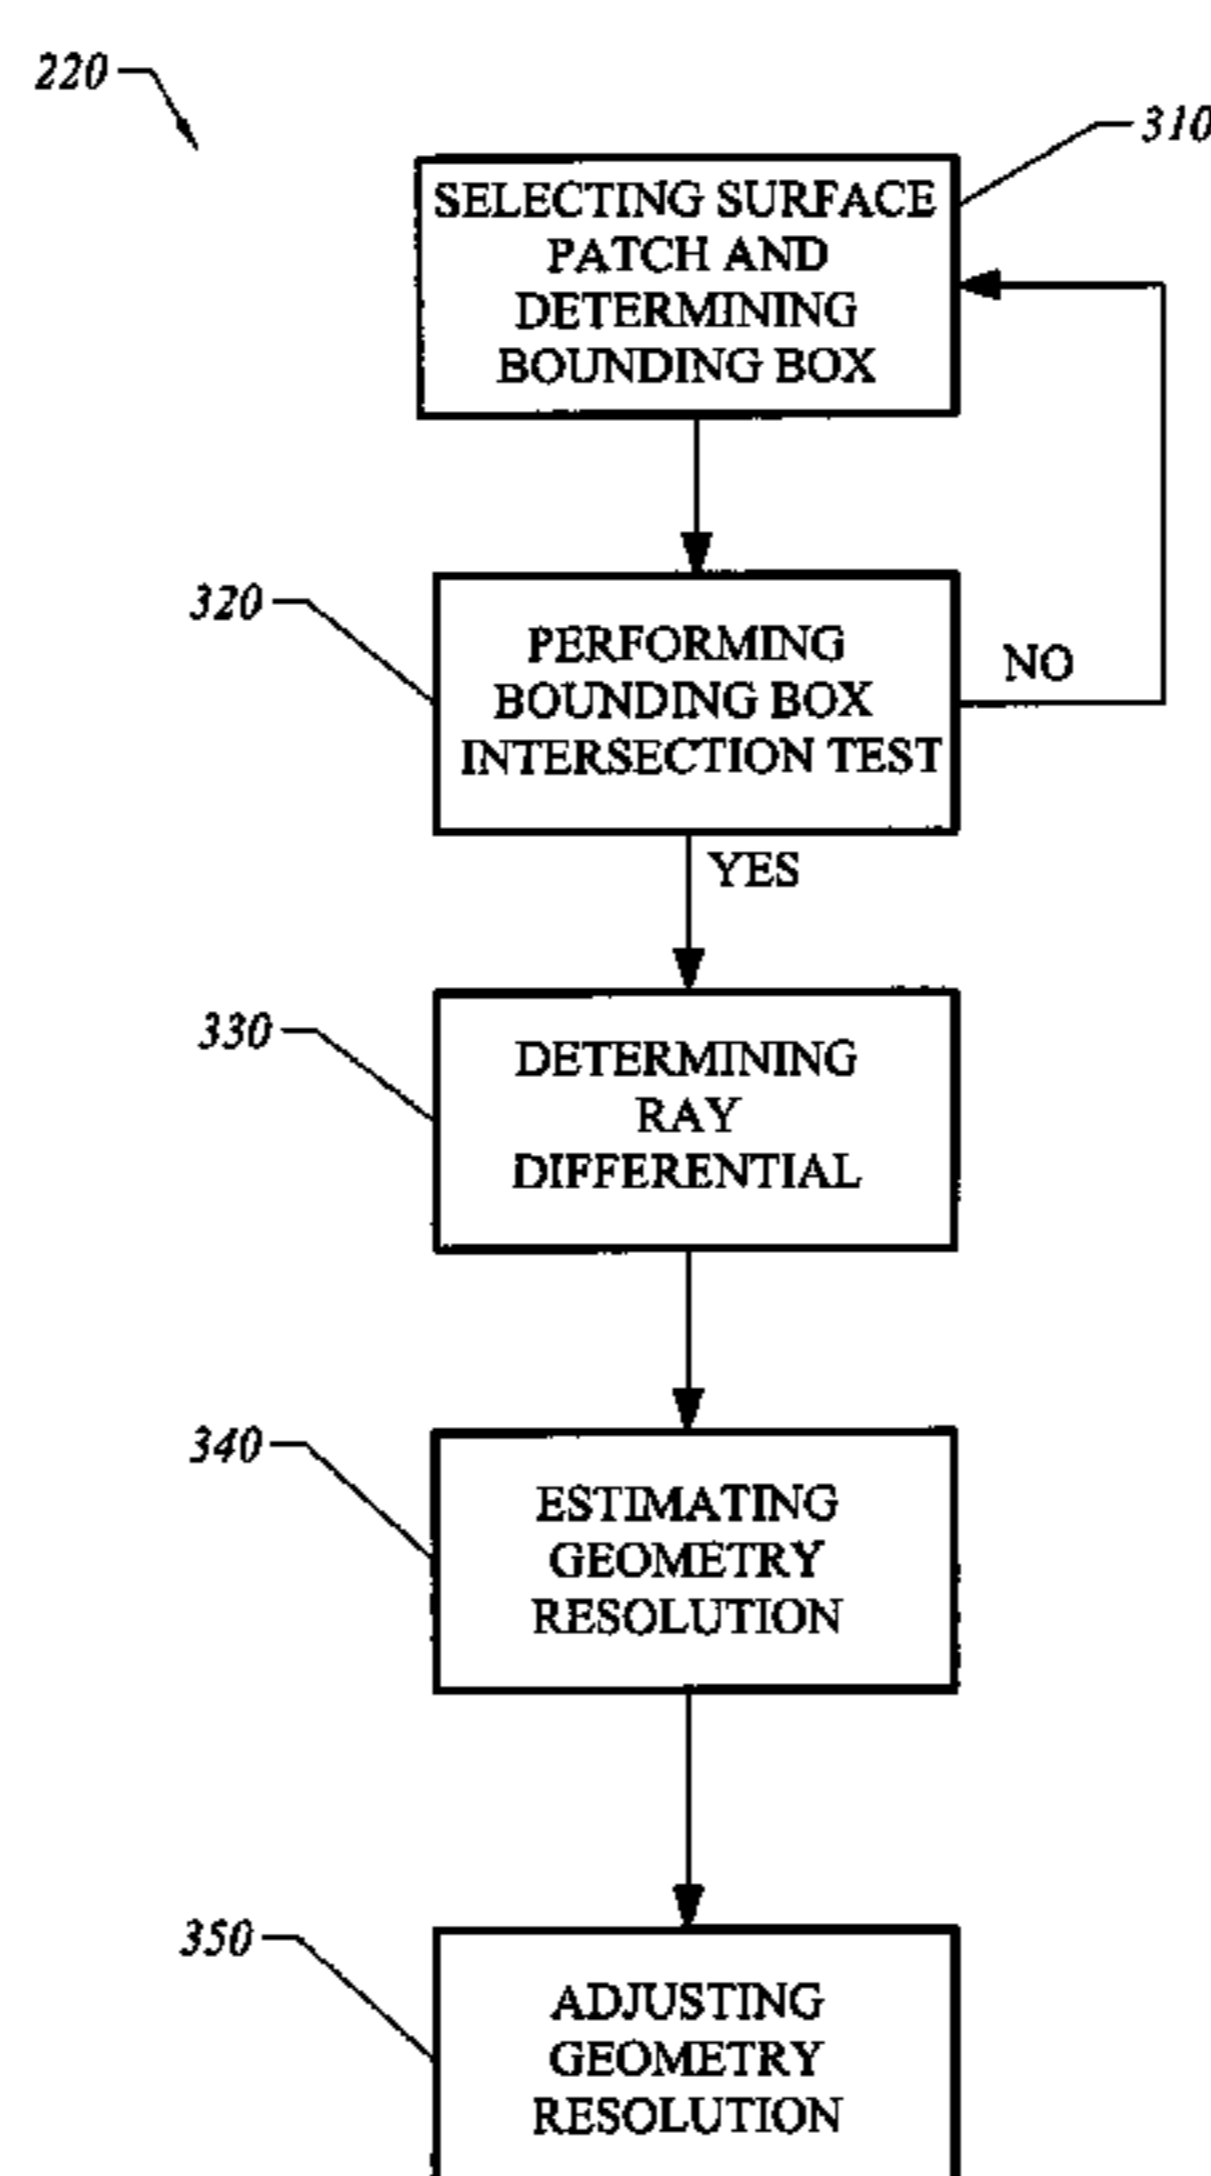 220
310
SELECTING SURFACE
PATCH AND
DETERMINING
BOUNDING BOX
320
PERFORMING
BOUNDING BOX
INTERSECTION TEST
NO
YES
330
DETERMINING
RAY
DIFFERENTIAL
340
ESTIMATING
GEOMETRY
RESOLUTION
350
ADJUSTING
GEOMETRY
RESOLUTION